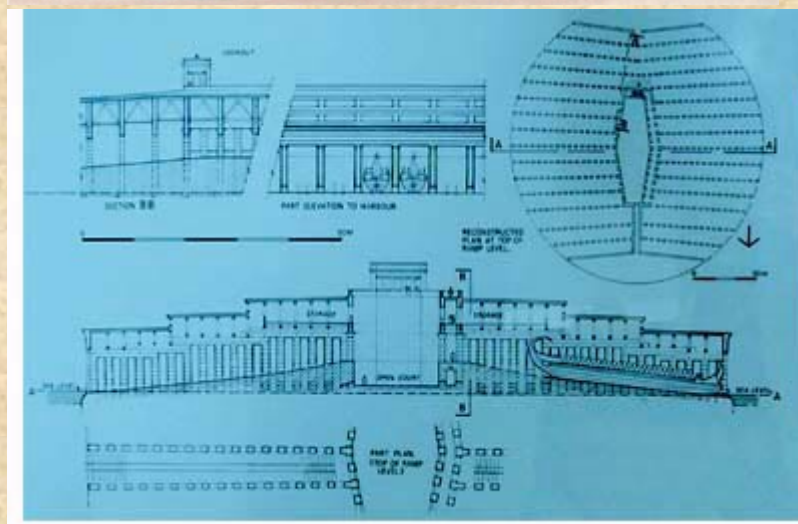 LOOKOUT
SECTION BB
PART ELEVATION TO HARBOUR
A
A
RECONSTRUCTED
PLAN AT TOP OF
RAMP LEVEL.
B
STORAGE
STORAGE
OPEN COURT
SEA LEVEL
SEA LEVEL
A
A
B
PART PLAN
(TOP OF RAMP
LEVEL)